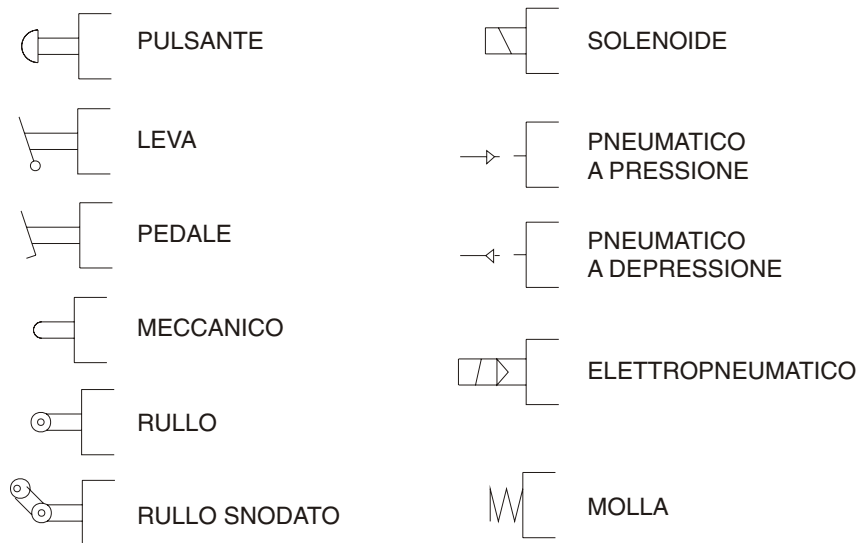 PULSANTE
LEVA
PEDALE
MECCANICO
RULLO
RULLO SNODATO
SOLENOIDE
PNEUMATICO
A PRESSIONE
PNEUMATICO
A DEPRESSIONE
ELETTROPNEUMATICO
MOLLA